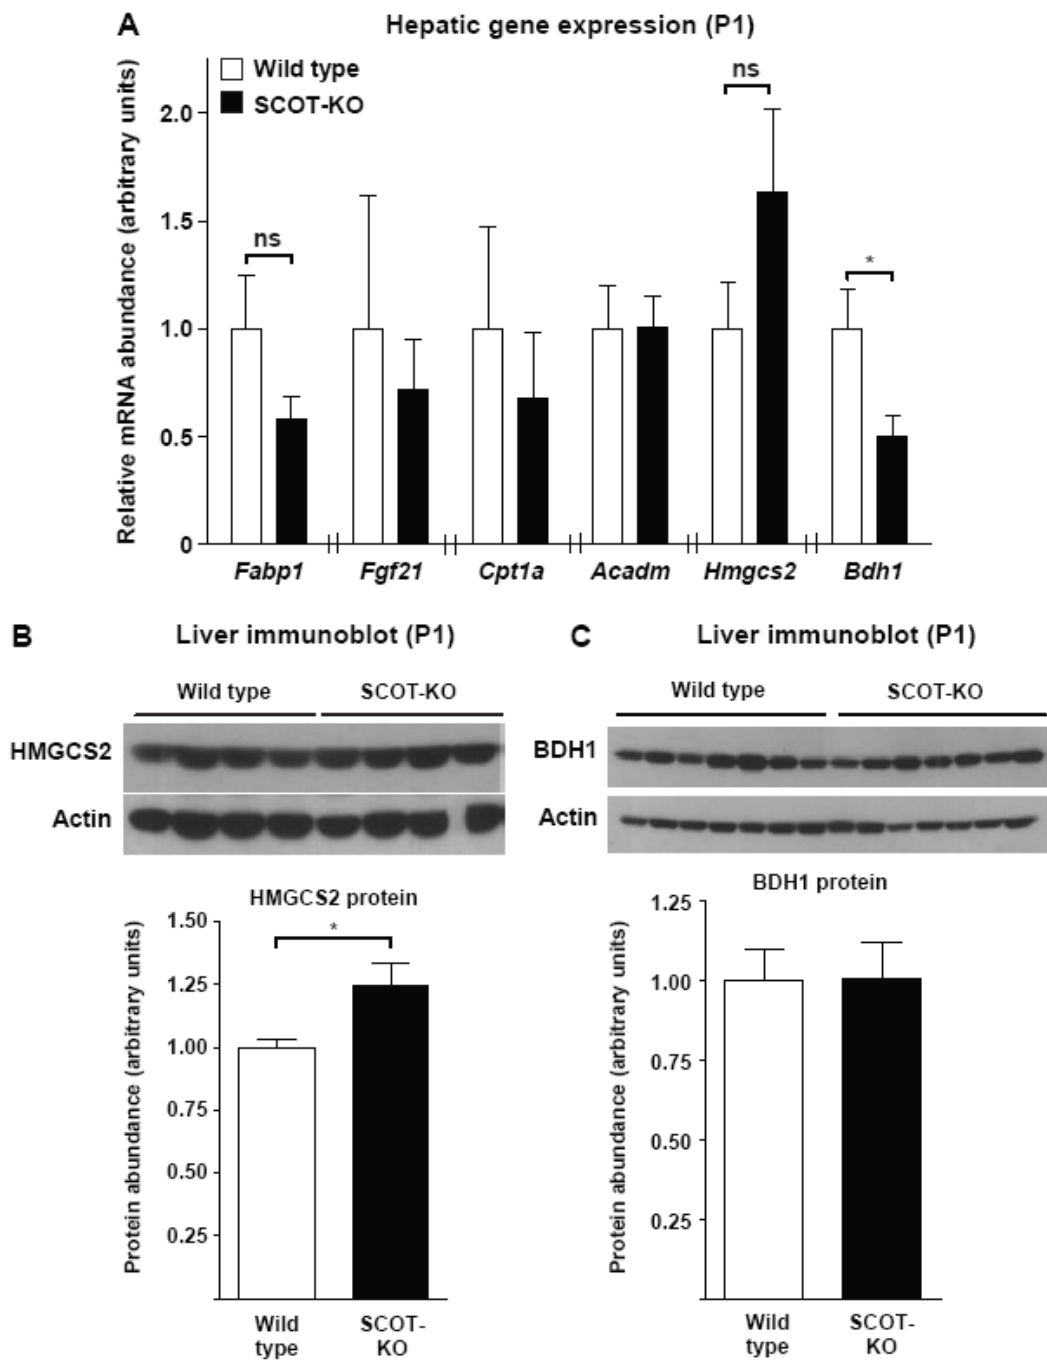 A
Hepatic gene expression (P1)
Relative mRNA abundance (arbitrary units)
Wild type
SCOT-KO
2.0
1.5
1.0
0.5
0
ns
ns
*
Fabp1 Fgf21 Cpt1a Acadm Hmgcs2 Bdh1
B
Liver immunoblot (P1)
Wild type SCOT-KO
HMGCS2
Actin
HMGCS2 protein
Protein abundance (arbitrary units)
1.50
1.25
1.00
0.75
0.50
0.25
*
Wild type
SCOT-KO
C
Liver immunoblot (P1)
Wild type SCOT-KO
BDH1
Actin
BDH1 protein
Protein abundance (arbitrary units)
1.25
1.00
0.75
0.50
0.25
Wild type
SCOT-KO